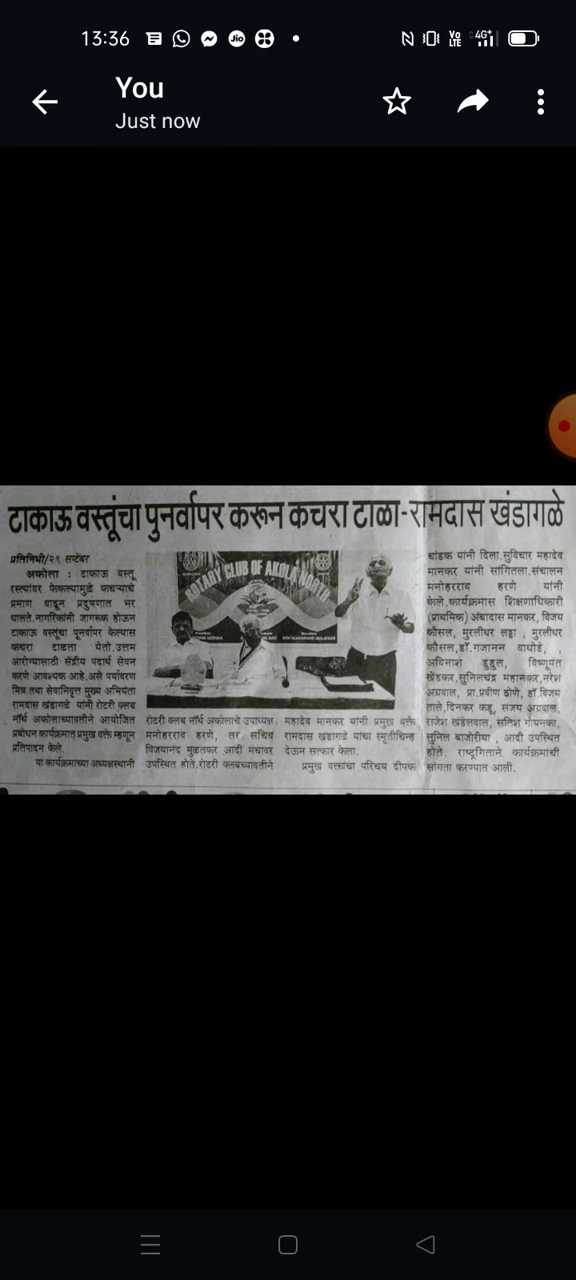 13:36
Vo
LTE
4G+
Jio
You
Just now
टाकाऊ वस्तूंचा पुनर्वापर करून कचरा टाळा-रामदास खंडागळे
प्रतिनिधी/२९ सप्टेंबर
अकोला : टाकाऊ वस्तू
रस्त्यांवर फेकल्यामुळे कचऱ्याचे
प्रमाण वाढून प्रदुषणात भर
घालते.नागरिकांनी जागरूक होऊन
टाकाऊ वस्तूंचा पूनर्वापर केल्यास
कचरा टाळता येतो.उत्तम
आरोग्यासाठी सेंद्रीय पदार्थ सेवन
करणे आवश्यक आहे.असे पर्यावरण
मित्र तथा सेवानिवृत्त मुख्य अभियंता
रामदास खंडागळे यांनी रोटरी क्लब
नॉर्थ अकोलाच्यावतीने आयोजित
प्रबोधन कार्यक्रमात प्रमुख वक्ते म्हणून
प्रतिपादन केले.
या कार्यक्रमाच्या अध्यक्षस्थानी
ROTARY CLUB OF AKOLA NORTH
रोटरी क्लब नॉर्थ अकोलाचे उपाध्यक्ष
मनोहरराव हरणे, तर सचिव
विजयानंद मुळतकर आदी मंचावर
उपस्थित होते.रोटरी क्लबच्यावतीने
महादेव मानकर यांनी प्रमुख वक्ते
रामदास खंडागळे यांचा स्मृतीचिन्ह
देऊन सत्कार केला.
प्रमुख वक्तांचा परिचय दीपक
चांडक यांनी दिला.सुविचार महादेव
मानकर यांनी सांगितला.संचालन
मनोहरराव हरणे यांनी
केले.कार्यक्रमास शिक्षणाधिकारी
(प्राथमिक) अंबादास मानकर, विजय
कौसल, मुरलीधर लढ्ढा , मुरलीधर
कौसल,डॉ.गजानन वाघोडे, ,
अविनाश डुडुल, विष्णूपंत
खेडकर,सुनिलचंद्र महानकर,नरेश
अग्रवाल, प्रा.प्रवीण ढोणे, डॉ.विजय
ताले,दिनकर कडू, संजय अग्रवाल,
राजेश खंडेलवाल, सनिश गोयनका,
सुनिल बाजोरीया , आदी उपस्थित
होते. राष्ट्रगिताने कार्यक्रमाची
सांगता करण्यात आली.